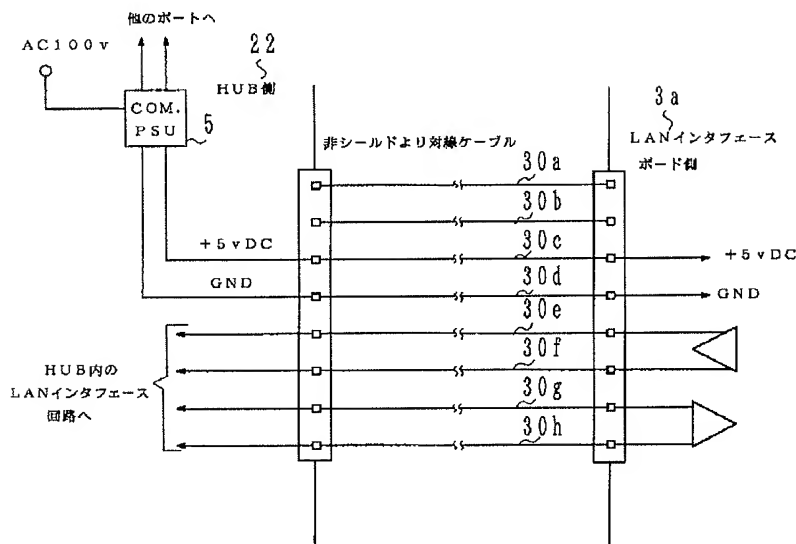 他のポートへ
AC100v
COM.
PSU
5
22
HUB側
3a
LANインタフェース
ボード側
非シールドより対線ケーブル
30a
30b
30c
+5vDC
+5vDC
30d
GND
GND
30e
30f
30g
30h
HUB内の
LANインタフェース
回路へ